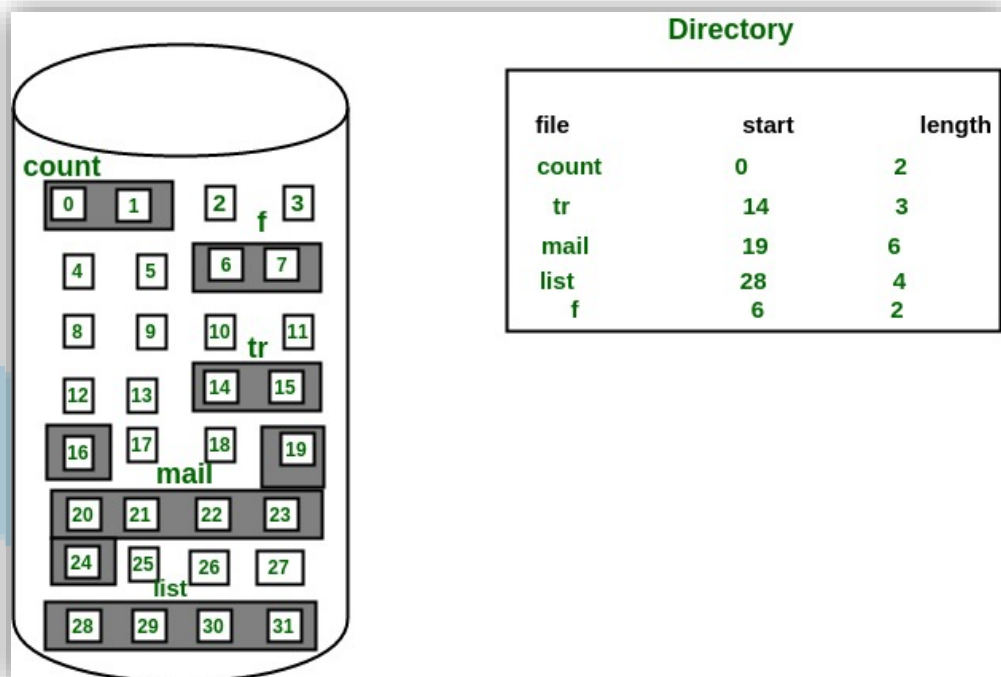 Directory
file start length
count 0 2
tr 14 3
mail 19 6
list 28 4
f 6 2
count
0 1 2 3
f
4 5 6 7
8 9 10 11
tr
12 13 14 15
16 17 18 19
mail
20 21 22 23
24 25 26 27
list
28 29 30 31